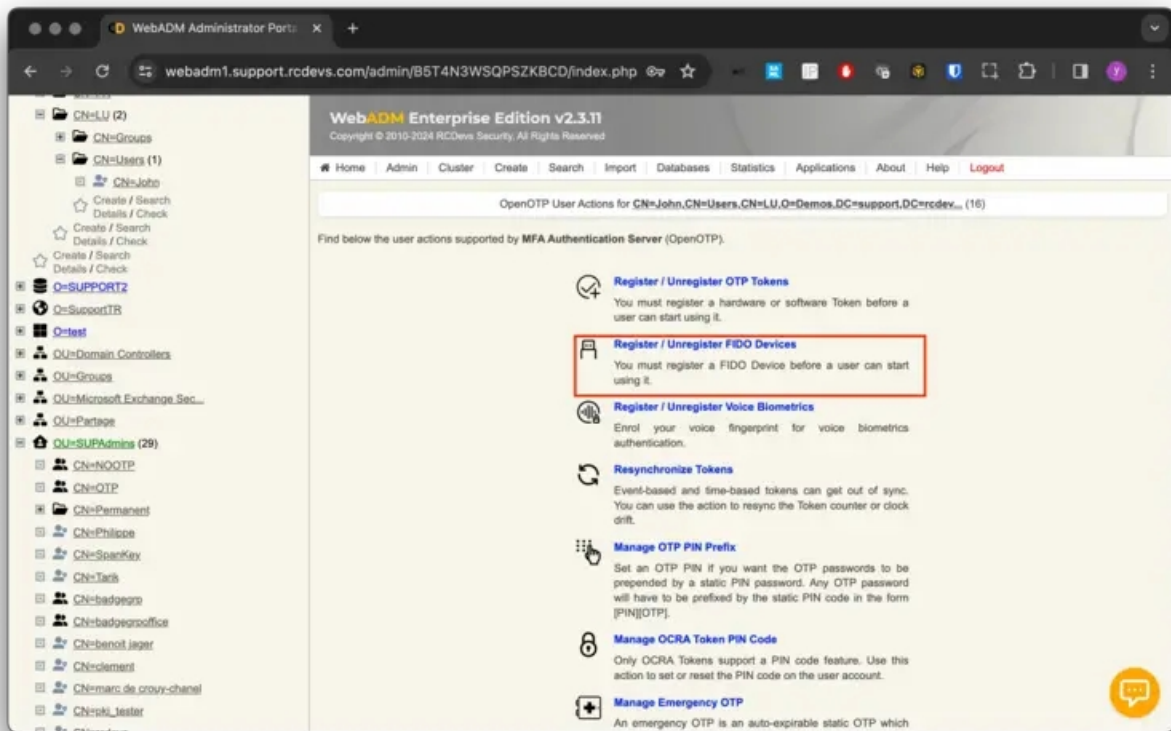 WebADM Administrator Porta
webadm1.support.rcdevs.com/admin/B5T4N3WSQPSZKBCD/index.php
y
CN=LU (2)
CN=Groups
CN=Users (1)
CN=John
Create / Search
Details / Check
Create / Search
Details / Check
Create / Search
Details / Check
O=SUPPORT2
O=SupportTR
O=test
OU=Domain Controllers
OU=Groups
OU=Microsoft Exchange Sec...
OU=Partage
OU=SUPAdmins (29)
CN=NOOTP
CN=OTP
CN=Permanent
CN=Philippe
CN=SpanKey
CN=Tarik
CN=badgegro
CN=badgegrooffice
CN=benoit jager
CN=clement
CN=marc de crouy-chanel
CN=pki_tester
WebADM Enterprise Edition v2.3.11
Copyright © 2010-2024 RCDevs Security, All Rights Reserved
Home Admin Cluster Create Search Import Databases Statistics Applications About Help Logout
OpenOTP User Actions for CN=John,CN=Users,CN=LU,O=Demos,DC=support,DC=rcdev... (16)
Find below the user actions supported by MFA Authentication Server (OpenOTP).
Register / Unregister OTP Tokens
You must register a hardware or software Token before a
user can start using it.
Register / Unregister FIDO Devices
You must register a FIDO Device before a user can start
using it.
Register / Unregister Voice Biometrics
Enrol your voice fingerprint for voice biometrics
authentication.
Resynchronize Tokens
Event-based and time-based tokens can get out of sync.
You can use the action to resync the Token counter or clock
drift.
Manage OTP PIN Prefix
Set an OTP PIN if you want the OTP passwords to be
prepended by a static PIN password. Any OTP password
will have to be prefixed by the static PIN code in the form
[PIN][OTP].
Manage OCRA Token PIN Code
Only OCRA Tokens support a PIN code feature. Use this
action to set or reset the PIN code on the user account.
Manage Emergency OTP
An emergency OTP is an auto-expirable static OTP which